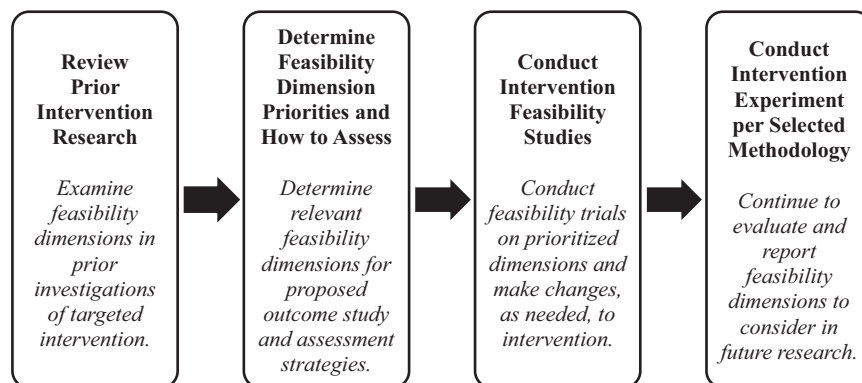 Review
Prior
Intervention
Research
Examine
feasibility
dimensions in
prior
investigations
of targeted
intervention.
Determine
Feasibility
Dimension
Priorities and
How to Assess
Determine
relevant
feasibility
dimensions for
proposed
outcome study
and assessment
strategies.
Conduct
Intervention
Feasibility
Studies
Conduct
feasibility trials
on prioritized
dimensions and
make changes,
as needed, to
intervention.
Conduct
Intervention
Experiment
per Selected
Methodology
Continue to
evaluate and
report
feasibility
dimensions to
consider in
future research.